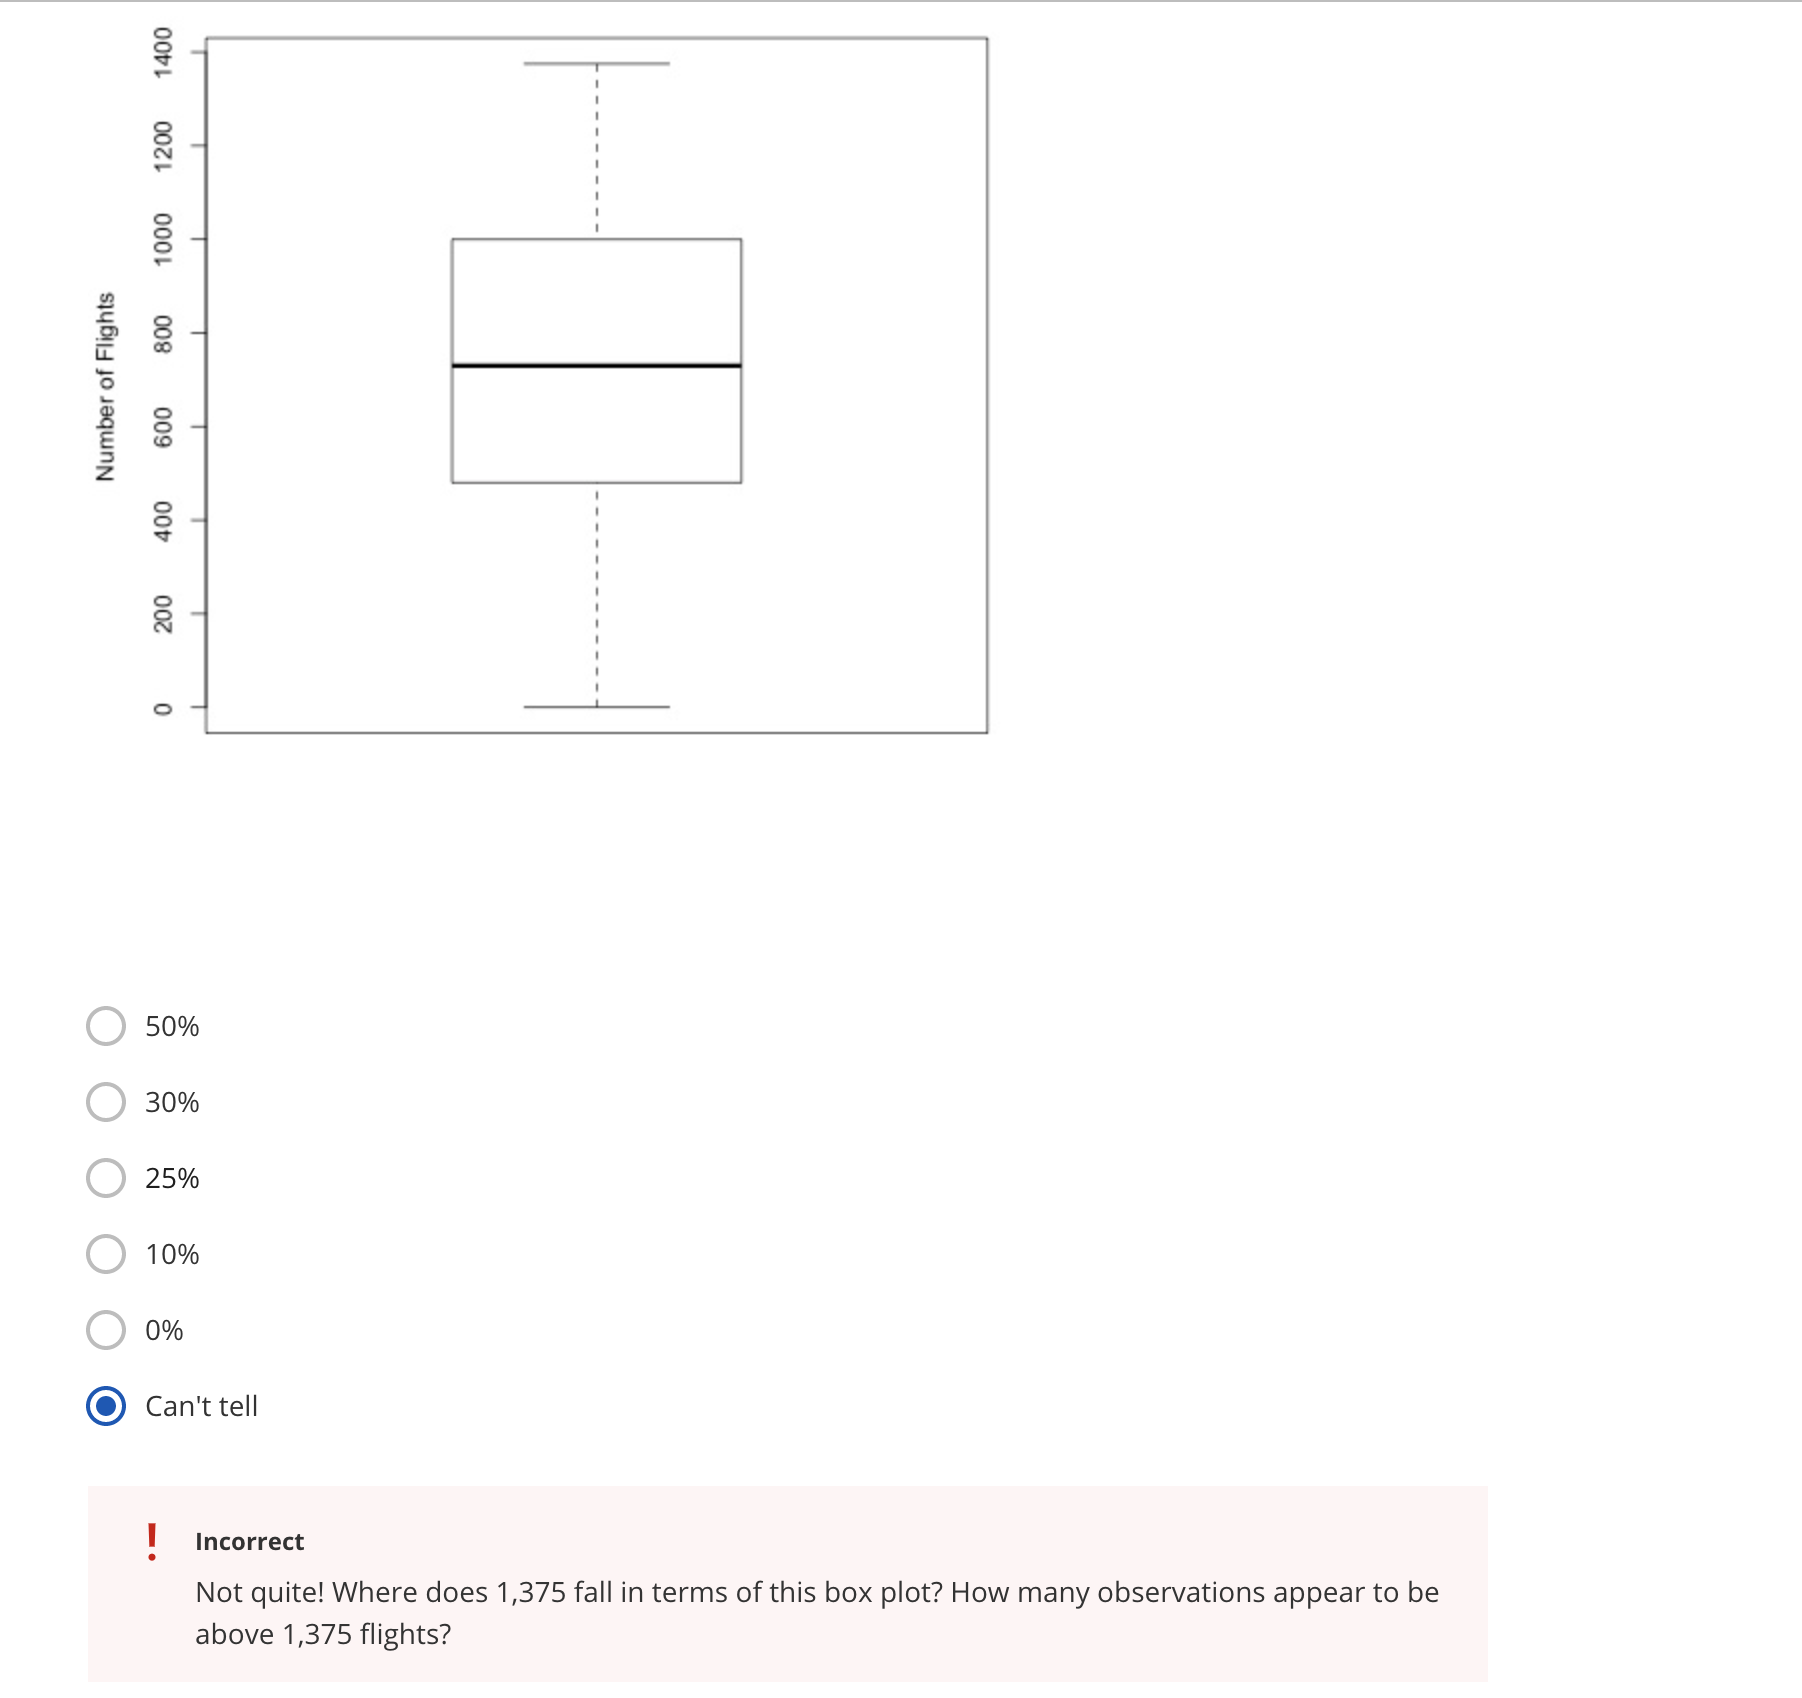 1400
1200
1000
800
600
400
200
0
Number of Flights
50%
30%
25%
10%
0%
Can't tell
!
Incorrect
Not quite! Where does 1,375 fall in terms of this box plot? How many observations appear to be
above 1,375 flights?